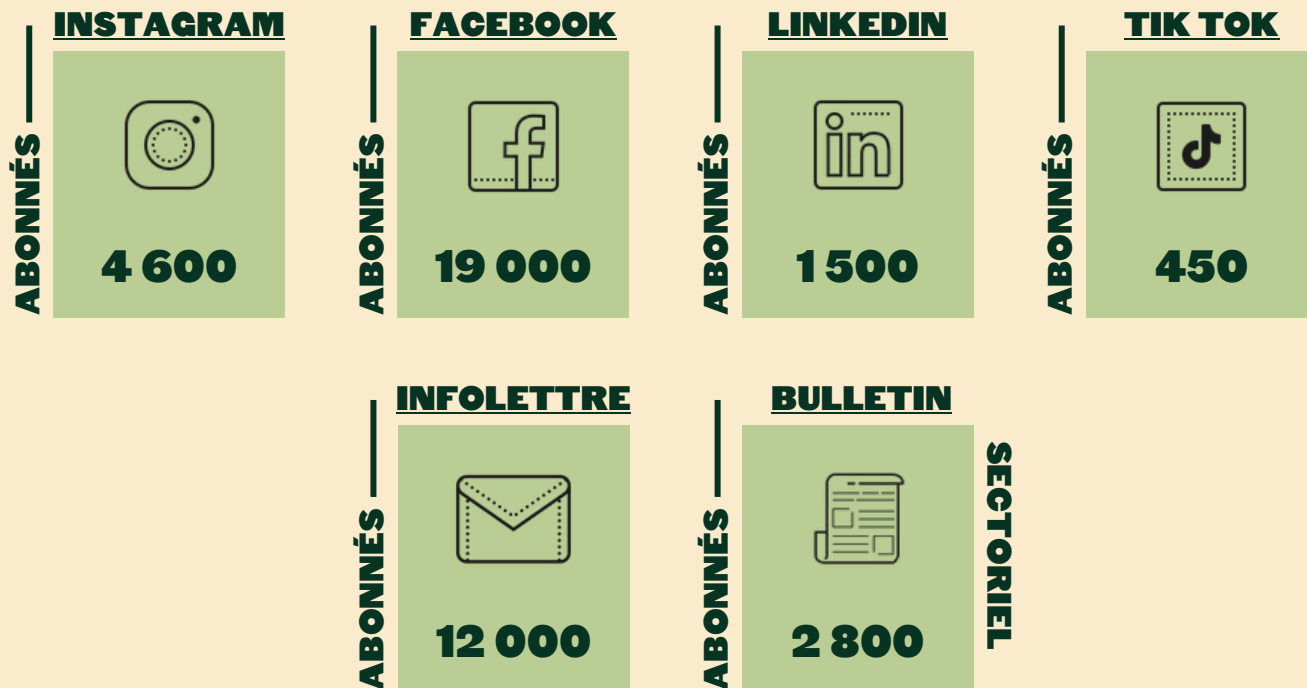 INSTAGRAM
ABONNÉS
4 600
FACEBOOK
ABONNÉS
19 000
LINKEDIN
ABONNÉS
1 500
TIK TOK
ABONNÉS
450
INFOLETTRE
ABONNÉS
12 000
BULLETIN
SECTORIEL
ABONNÉS
2 800